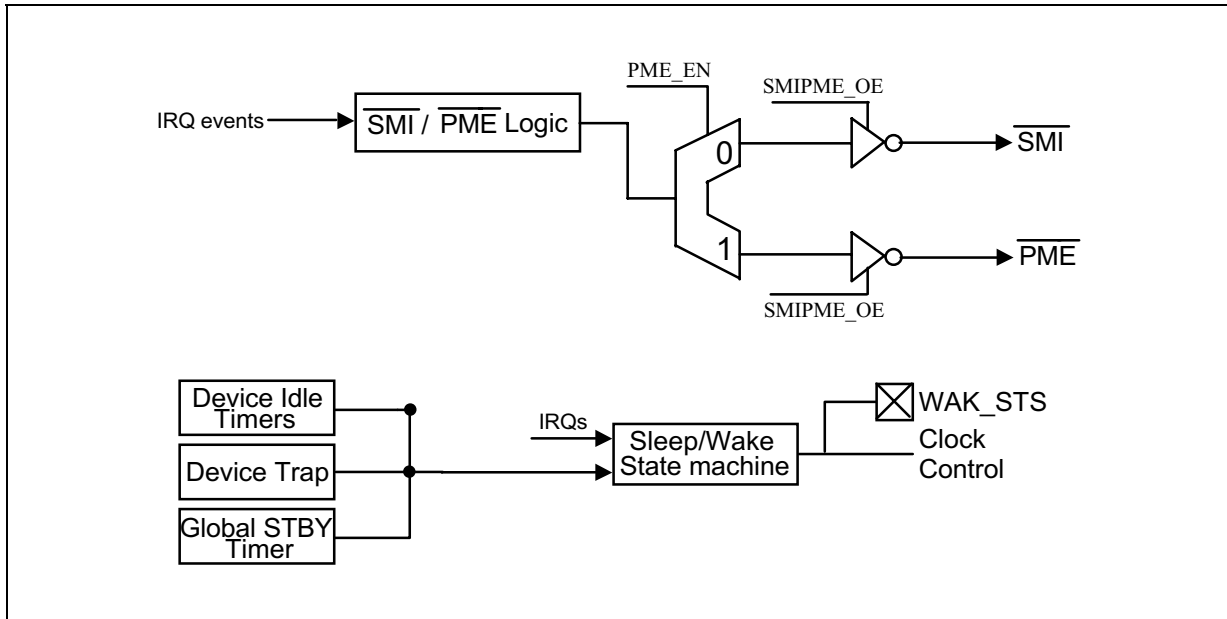 PME_EN
SMIPME_OE
IRQ events
SMI / PME Logic
0
SMI
1
PME
SMIPME_OE
Device Idle
Timers
Device Trap
Global STBY
Timer
IRQs
Sleep/Wake
State machine
WAK_STS
Clock
Control